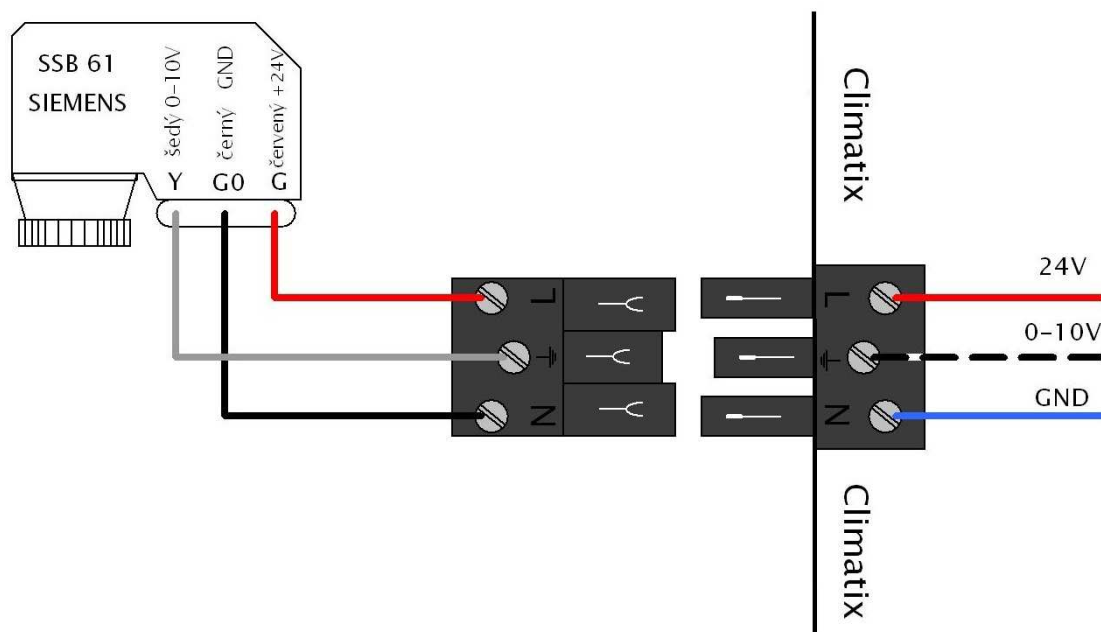 SSB 61
SIEMENS
šedý 0-10V
černý GND
červený +24V
Y G0 G
Climatix
L
N
L
N
24V
0-10V
GND
Climatix